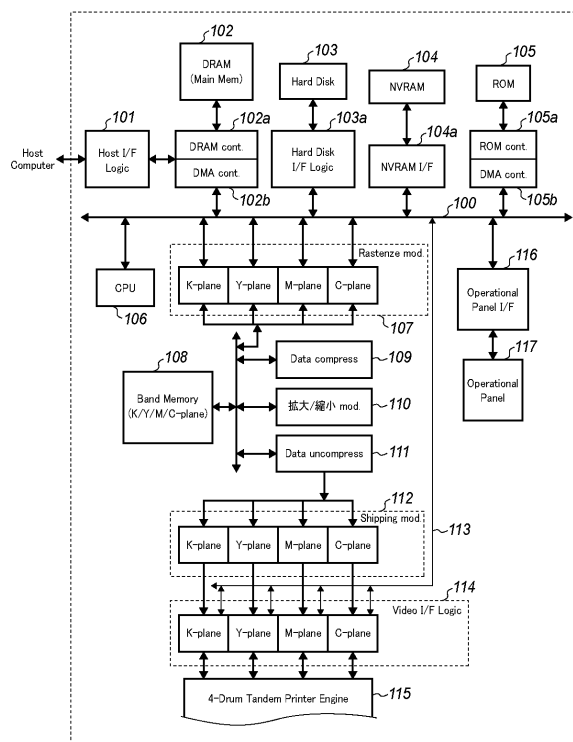 102
DRAM
(Main Mem)
103
Hard Disk
104
NVRAM
105
ROM
101
Host I/F
Logic
Host
Computer
102a
DRAM cont.
DMA cont.
102b
103a
Hard Disk
I/F Logic
104a
NVRAM I/F
105a
ROM cont.
DMA cont.
105b
100
CPU
106
Rastenze mod.
K-plane
Y-plane
M-plane
C-plane
107
116
Operational
Panel I/F
117
Operational
Panel
108
Band Memory
(K/Y/M/C-plane)
Data compress
109
拡大/縮小 mod.
110
Data uncompress
111
112
Shipping mod.
K-plane
Y-plane
M-plane
C-plane
113
114
Video I/F Logic
K-plane
Y-plane
M-plane
C-plane
4-Drum Tandem Printer Engine
115